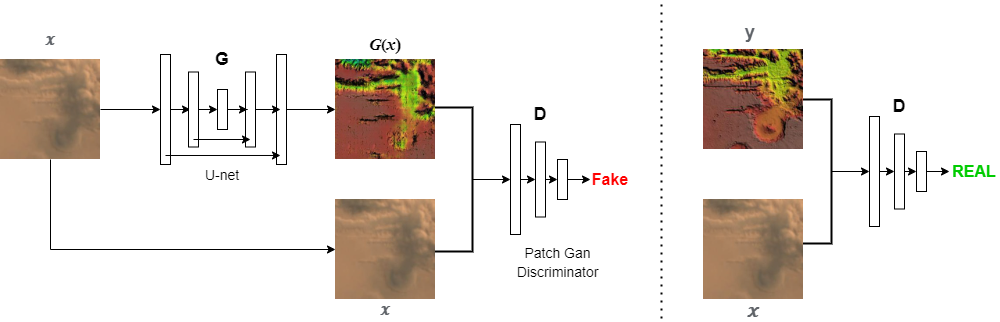 x
G
U-net
G(x)
x
D
Fake
Patch Gan
Discriminator
y
x
D
REAL